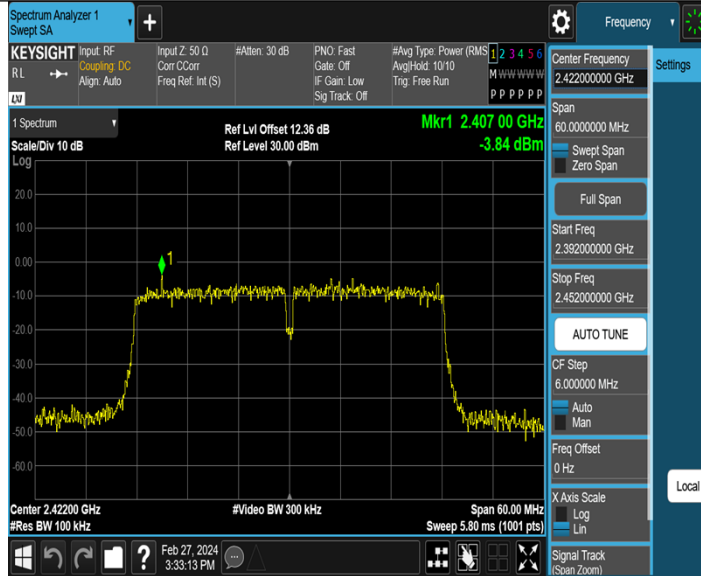 Spectrum Analyzer 1
Swept SA
Frequency
KEYSIGHT
RL
LXI
Input: RF
Coupling: DC
Align: Auto
Input Z: 50 Ω
Corr CCorr
Freq Ref: Int (S)
#Atten: 30 dB
PNO: Fast
Gate: Off
IF Gain: Low
Sig Track: Off
#Avg Type: Power (RMS
Avg|Hold: 10/10
Trig: Free Run
1 2 3 4 5 6
M W W W W W
P P P P P P
1 Spectrum
Scale/Div 10 dB
Ref Lvl Offset 12.36 dB
Ref Level 30.00 dBm
Mkr1 2.407 00 GHz
-3.84 dBm
Log
20.0
10.0
0.00
-10.0
-20.0
-30.0
-40.0
-50.0
-60.0
1
Center 2.42200 GHz
#Res BW 100 kHz
#Video BW 300 kHz
Span 60.00 MHz
Sweep 5.80 ms (1001 pts)
Feb 27, 2024
3:33:13 PM
?
Center Frequency
2.422000000 GHz
Settings
Span
60.0000000 MHz
Swept Span
Zero Span
Full Span
Start Freq
2.392000000 GHz
Stop Freq
2.452000000 GHz
AUTO TUNE
CF Step
6.000000 MHz
Auto
Man
Freq Offset
0 Hz
Local
X Axis Scale
Log
Lin
Signal Track
(Span Zoom)